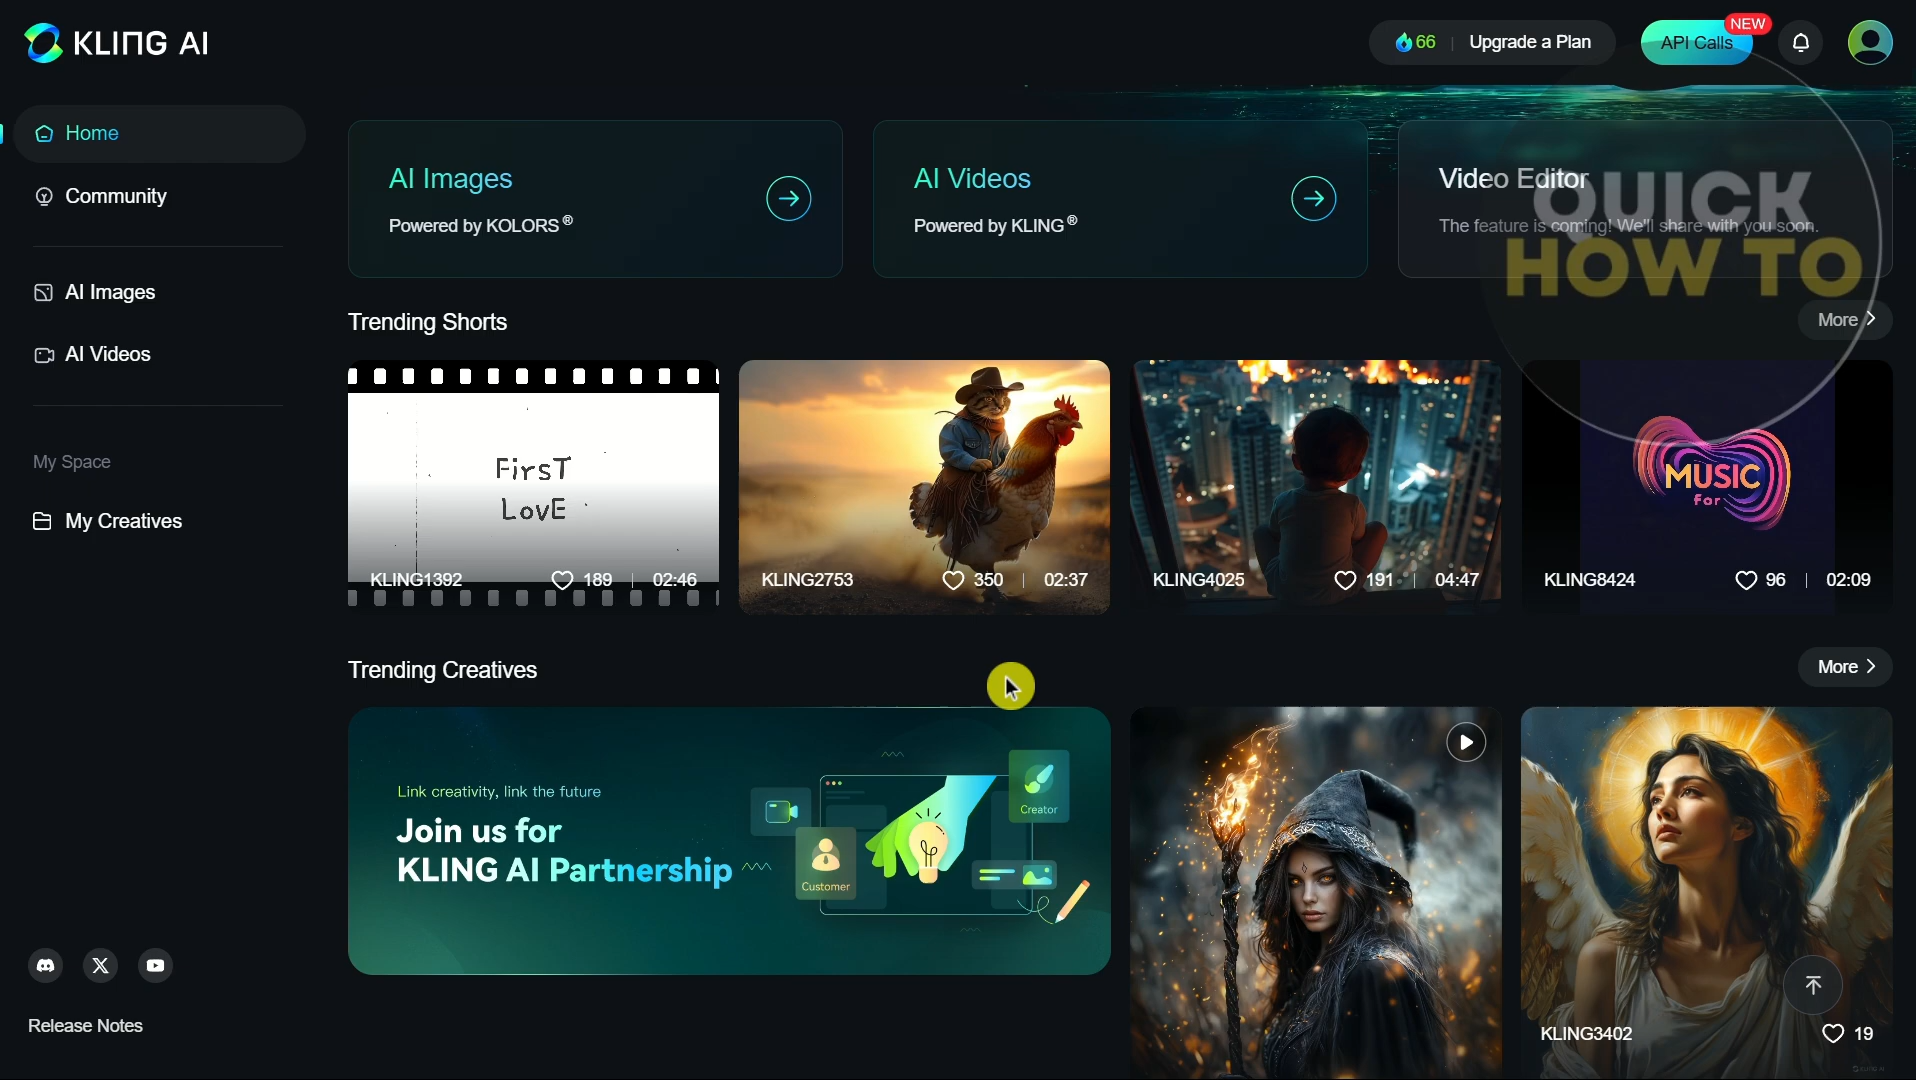 KLING AI
66
Upgrade a Plan
API Calls
NEW
Home
Community
AI Images
AI Videos
My Space
My Creatives
Release Notes
AI Images
Powered by KOLORS®
AI Videos
Powered by KLING®
Video Editor
The feature is coming! We'll share with you soon.
QUICK
HOW TO
Trending Shorts
More
FirsT
LovE
KLING1392
189
02:46
KLING2753
350
02:37
KLING4025
191
04:47
MUSIC
for
KLING8424
96
02:09
Trending Creatives
More
Link creativity, link the future
Join us for
KLING AI Partnership
Customer
Creator
KLING3402
19
KLING AI